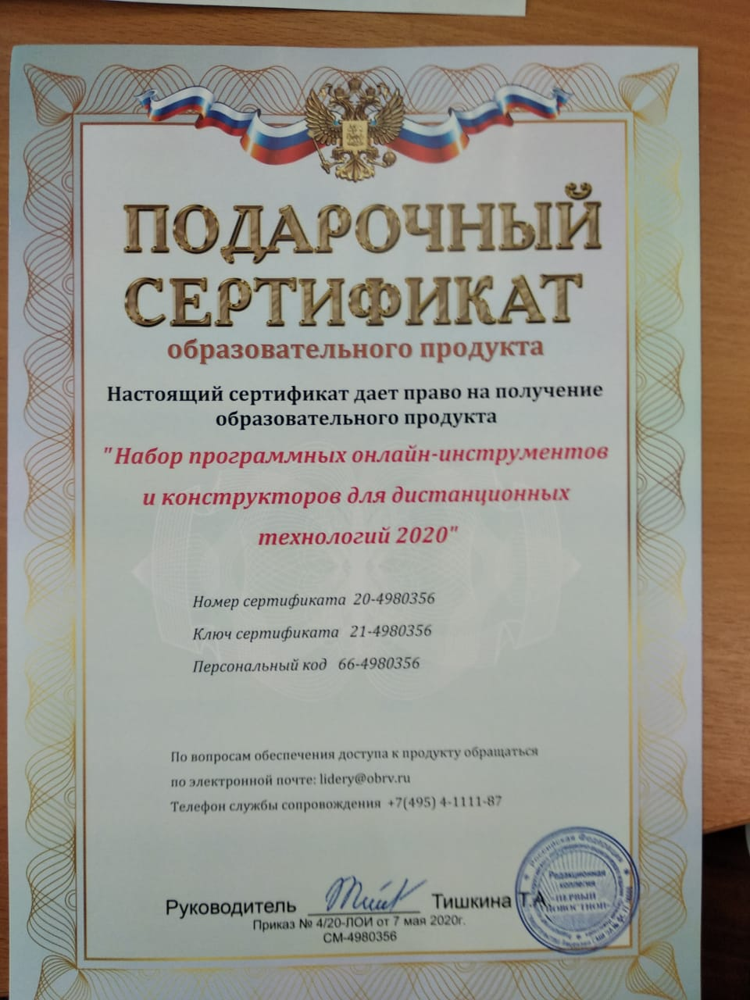 ПОДАРОЧНЫЙ
СЕРТИФИКАТ
образовательного продукта
Настоящий сертификат дает право на получение
образовательного продукта
"Набор программных онлайн-инструментов
и конструкторов для дистанционных
технологий 2020"
Номер сертификата 20-4980356
Ключ сертификата 21-4980356
Персональный код 66-4980356
По вопросам обеспечения доступа к продукту обращаться
по электронной почте: lidery@obrv.ru
Телефон службы сопровождения +7(495) 4-1111-87
Российская Федерация
Редакционная
коллегия
"ПЕРВЫЙ
НОВОСТНОЙ"
Руководитель Тишкина Т.А.
Приказ № 4/20-ЛОИ от 7 мая 2020г.
СМ-4980356